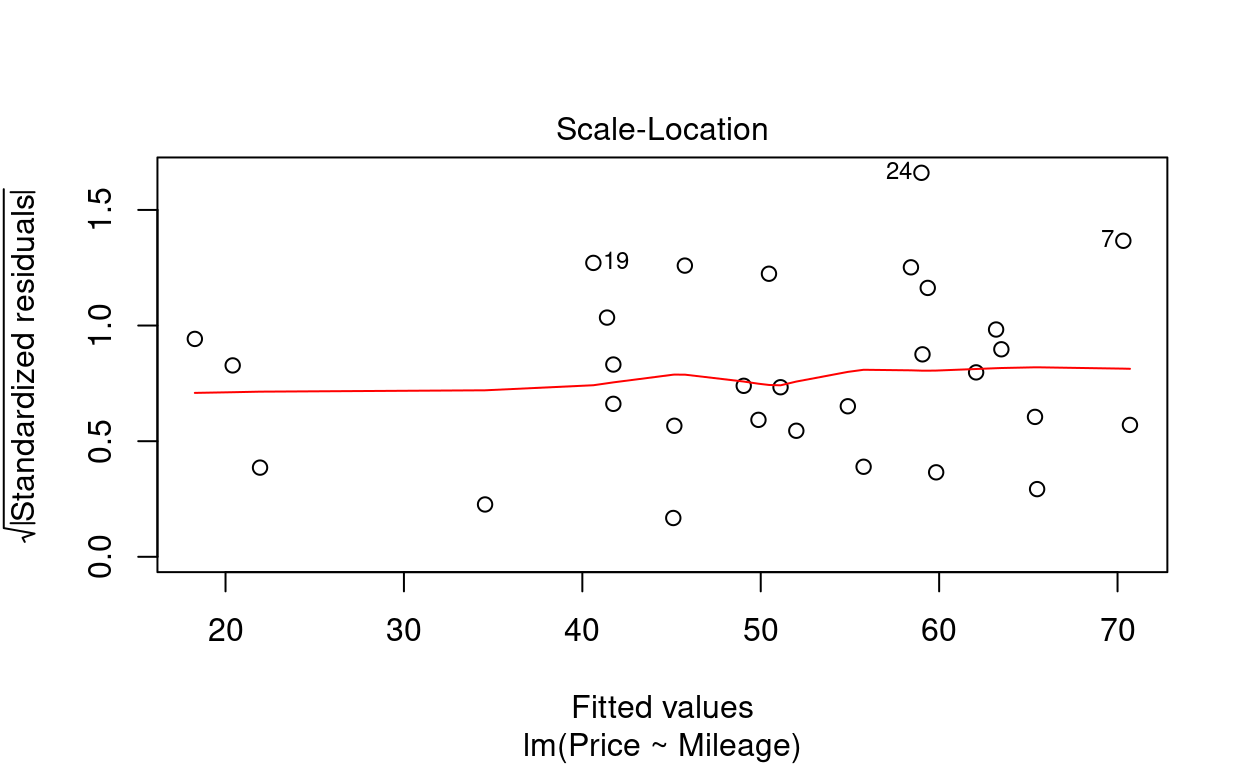 Scale-Location
√|Standardized residuals|
1.5
1.0
0.5
0.0
24
7
19
20 30 40 50 60 70
Fitted values
lm(Price ~ Mileage)